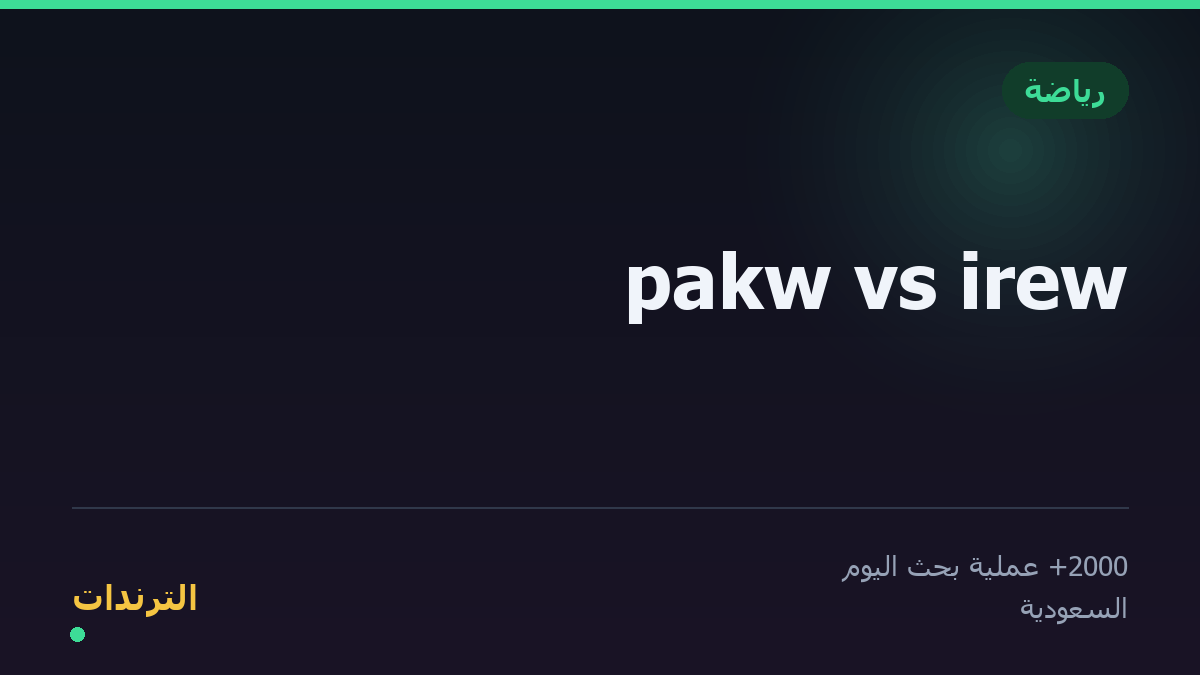 رياضة
pakw vs irew
2000+ عملية بحث اليوم
السعودية
الترندات